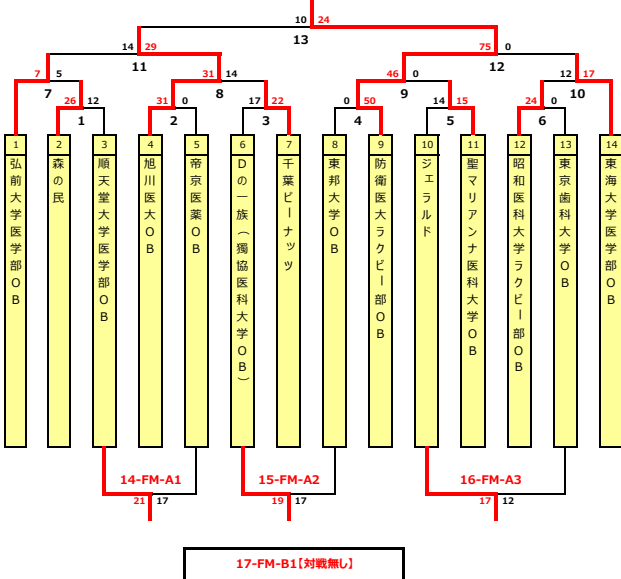 10 24
13
14 29
75 0
11
12
7 5
31 14
46 0
12 17
7
8
9
10
26 12
31 0
17 22
0 50
14 15
24 0
1
2
3
4
5
6
1
2
3
4
5
6
7
8
9
10
11
12
13
14
弘前大学医学部OB
森の民
順天堂大学医学部OB
旭川医大OB
帝京医薬OB
Dの一族(獨協医科大学OB)
千葉ピーナッツ
東邦大学OB
防衛医大ラグビー部OB
ジェラルド
聖マリアンナ医科大学OB
昭和医科大学ラグビー部OB
東京歯科大学OB
東海大学医学部OB
14-FM-A1
15-FM-A2
16-FM-A3
21 17
19 17
17 12
17-FM-B1【対戦無し】